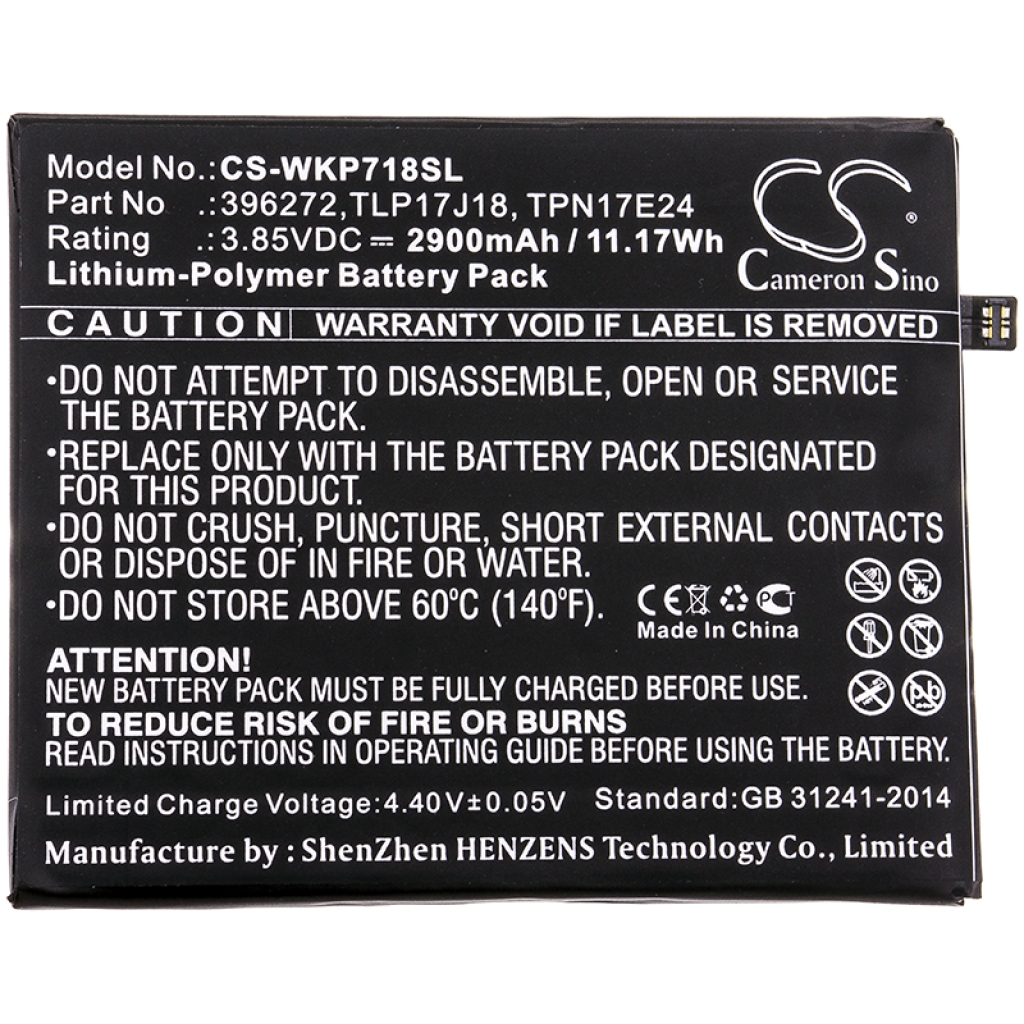 Model No.:CS-WKP718SL
Part No .:396272,TLP17J18, TPN17E24
Rating .:3.85VDC ⎓ 2900mAh / 11.17Wh
Lithium-Polymer Battery Pack
CS ®
Cameron Sino
CAUTION WARRANTY VOID IF LABEL IS REMOVED
•DO NOT ATTEMPT TO DISASSEMBLE, OPEN OR SERVICE
THE BATTERY PACK.
•REPLACE ONLY WITH THE BATTERY PACK DESIGNATED
FOR THIS PRODUCT.
•DO NOT CRUSH, PUNCTURE, SHORT EXTERNAL CONTACTS
OR DISPOSE OF IN FIRE OR WATER.
•DO NOT STORE ABOVE 60ºC (140ºF).
CE PCT
Made In China
Pb
ATTENTION!
NEW BATTERY PACK MUST BE FULLY CHARGED BEFORE USE.
TO REDUCE RISK OF FIRE OR BURNS
READ INSTRUCTIONS IN OPERATING GUIDE BEFORE USING THE BATTERY.
Limited Charge Voltage:4.40V±0.05V Standard:GB 31241-2014
Manufacture by : ShenZhen HENZENS Technology Co., Limited